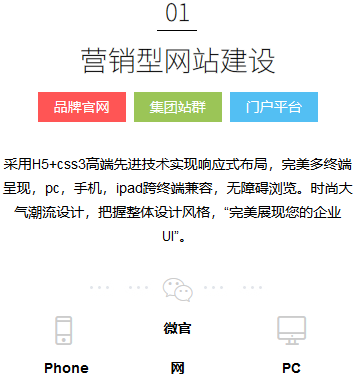 01
营销型网站建设
品牌官网 集团站群 门户平台
采用H5+css3高端先进技术实现响应式布局，完美多终端
呈现，pc，手机，ipad跨终端兼容，无障碍浏览。时尚大
气潮流设计，把握整体设计风格，“完美展现您的企业
UI”。
微官
Phone 网 PC